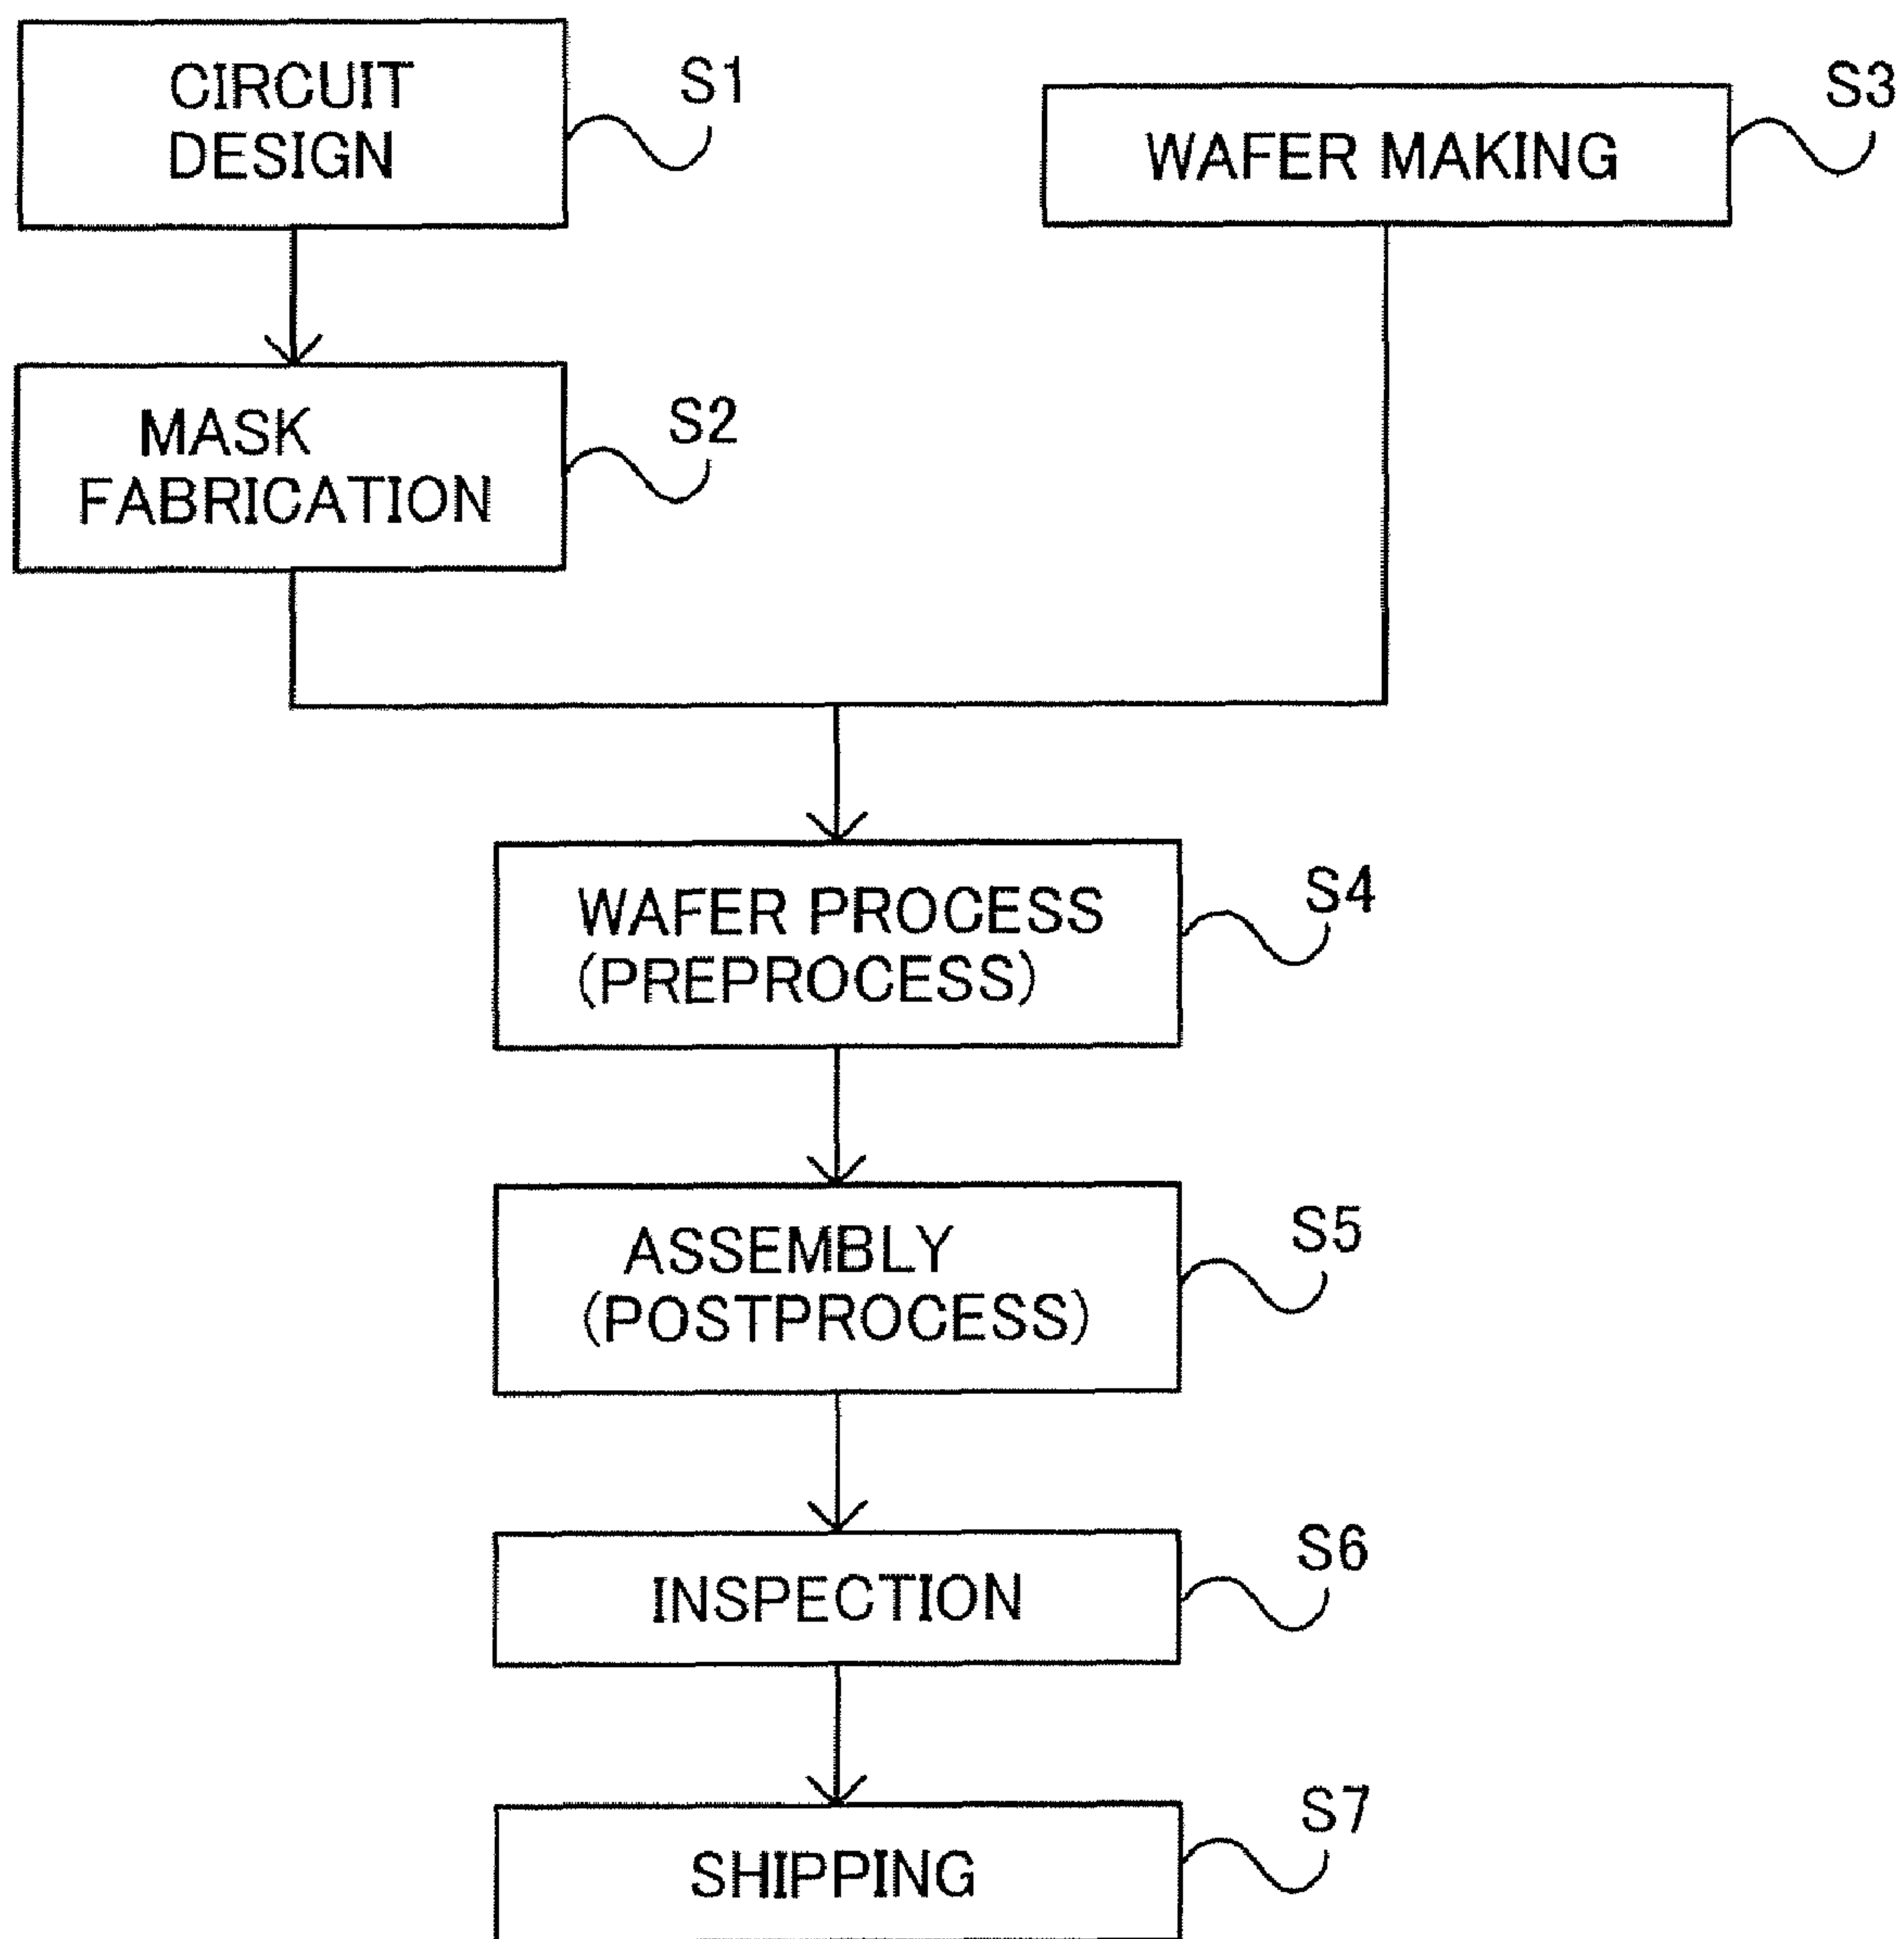 CIRCUIT
DESIGN
S1
WAFER MAKING
S3
MASK
FABRICATION
S2
WAFER PROCESS
(PREPROCESS)
S4
ASSEMBLY
(POSTPROCESS)
S5
INSPECTION
S6
SHIPPING
S7